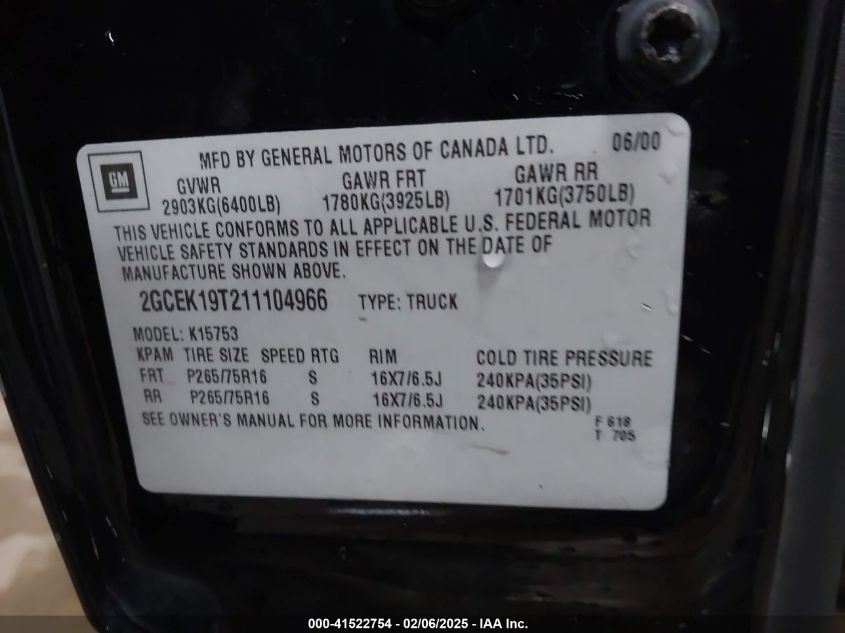 GM
MFD BY GENERAL MOTORS OF CANADA LTD. 06/00
GVWR GAWR FRT GAWR RR
2903KG(6400LB) 1780KG(3925LB) 1701KG(3750LB)
THIS VEHICLE CONFORMS TO ALL APPLICABLE U.S. FEDERAL MOTOR
VEHICLE SAFETY STANDARDS IN EFFECT ON THE DATE OF
MANUFACTURE SHOWN ABOVE.
2GCEK19T211104966 TYPE: TRUCK
MODEL: K15753
KPAM TIRE SIZE SPEED RTG RIM COLD TIRE PRESSURE
FRT P265/75R16 S 16X7/6.5J 240KPA(35PSI)
RR P265/75R16 S 16X7/6.5J 240KPA(35PSI)
SEE OWNER'S MANUAL FOR MORE INFORMATION.
F 618
T 705
000-41522754 - 02/06/2025 - IAA Inc.